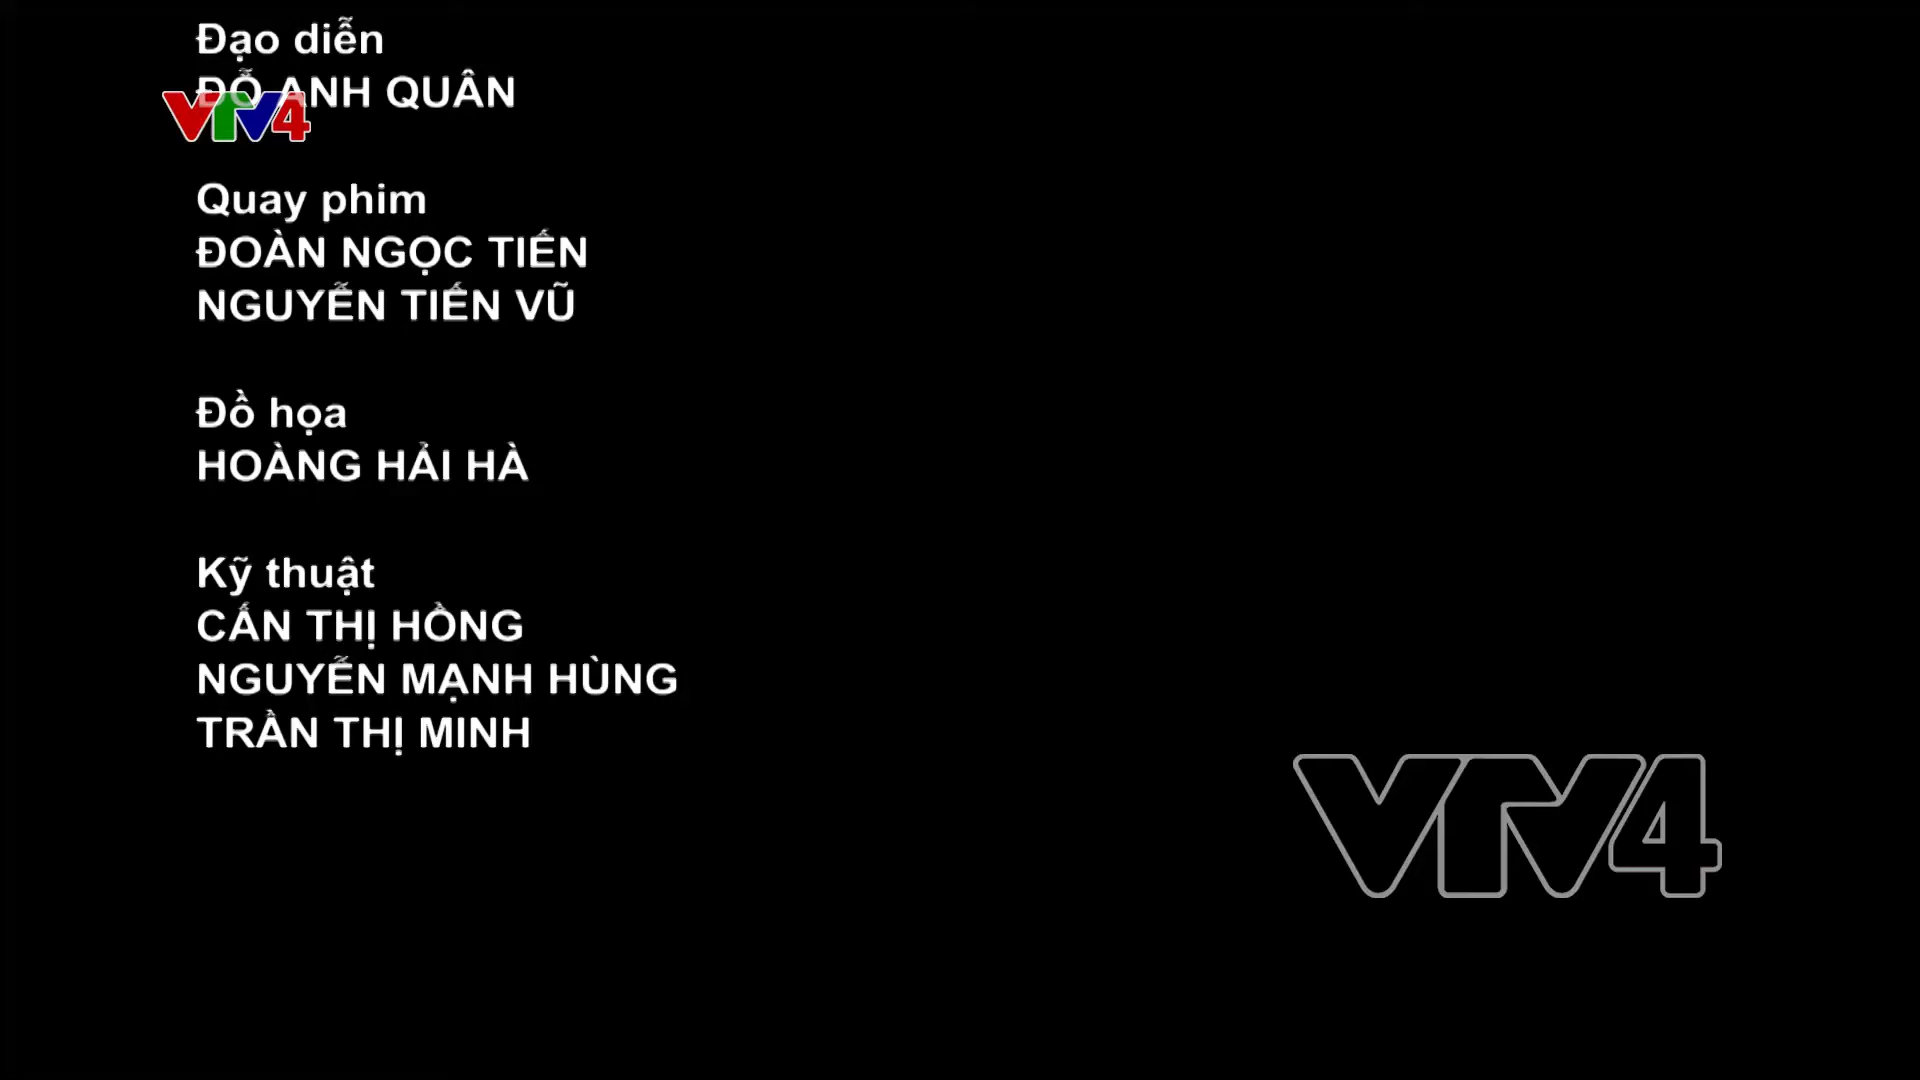 Đạo diễn
ĐỖ ANH QUÂN
VTV4
Quay phim
ĐOÀN NGỌC TIẾN
NGUYỄN TIẾN VŨ
Đồ họa
HOÀNG HẢI HÀ
Kỹ thuật
CẤN THỊ HỒNG
NGUYỄN MẠNH HÙNG
TRẦN THỊ MINH
VTV4